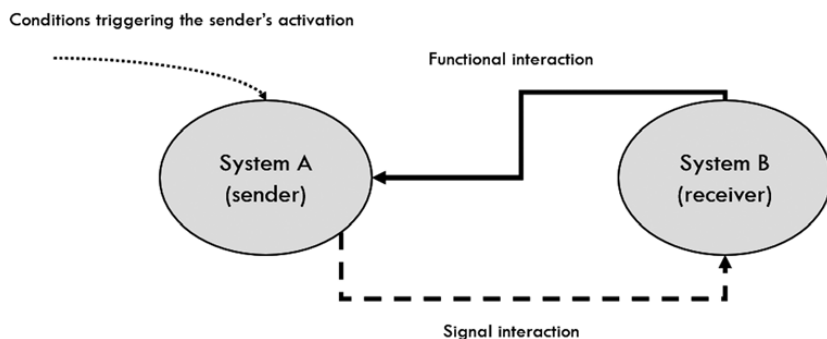 Conditions triggering the sender's activation
Functional interaction
System A
(sender)
System B
(receiver)
Signal interaction